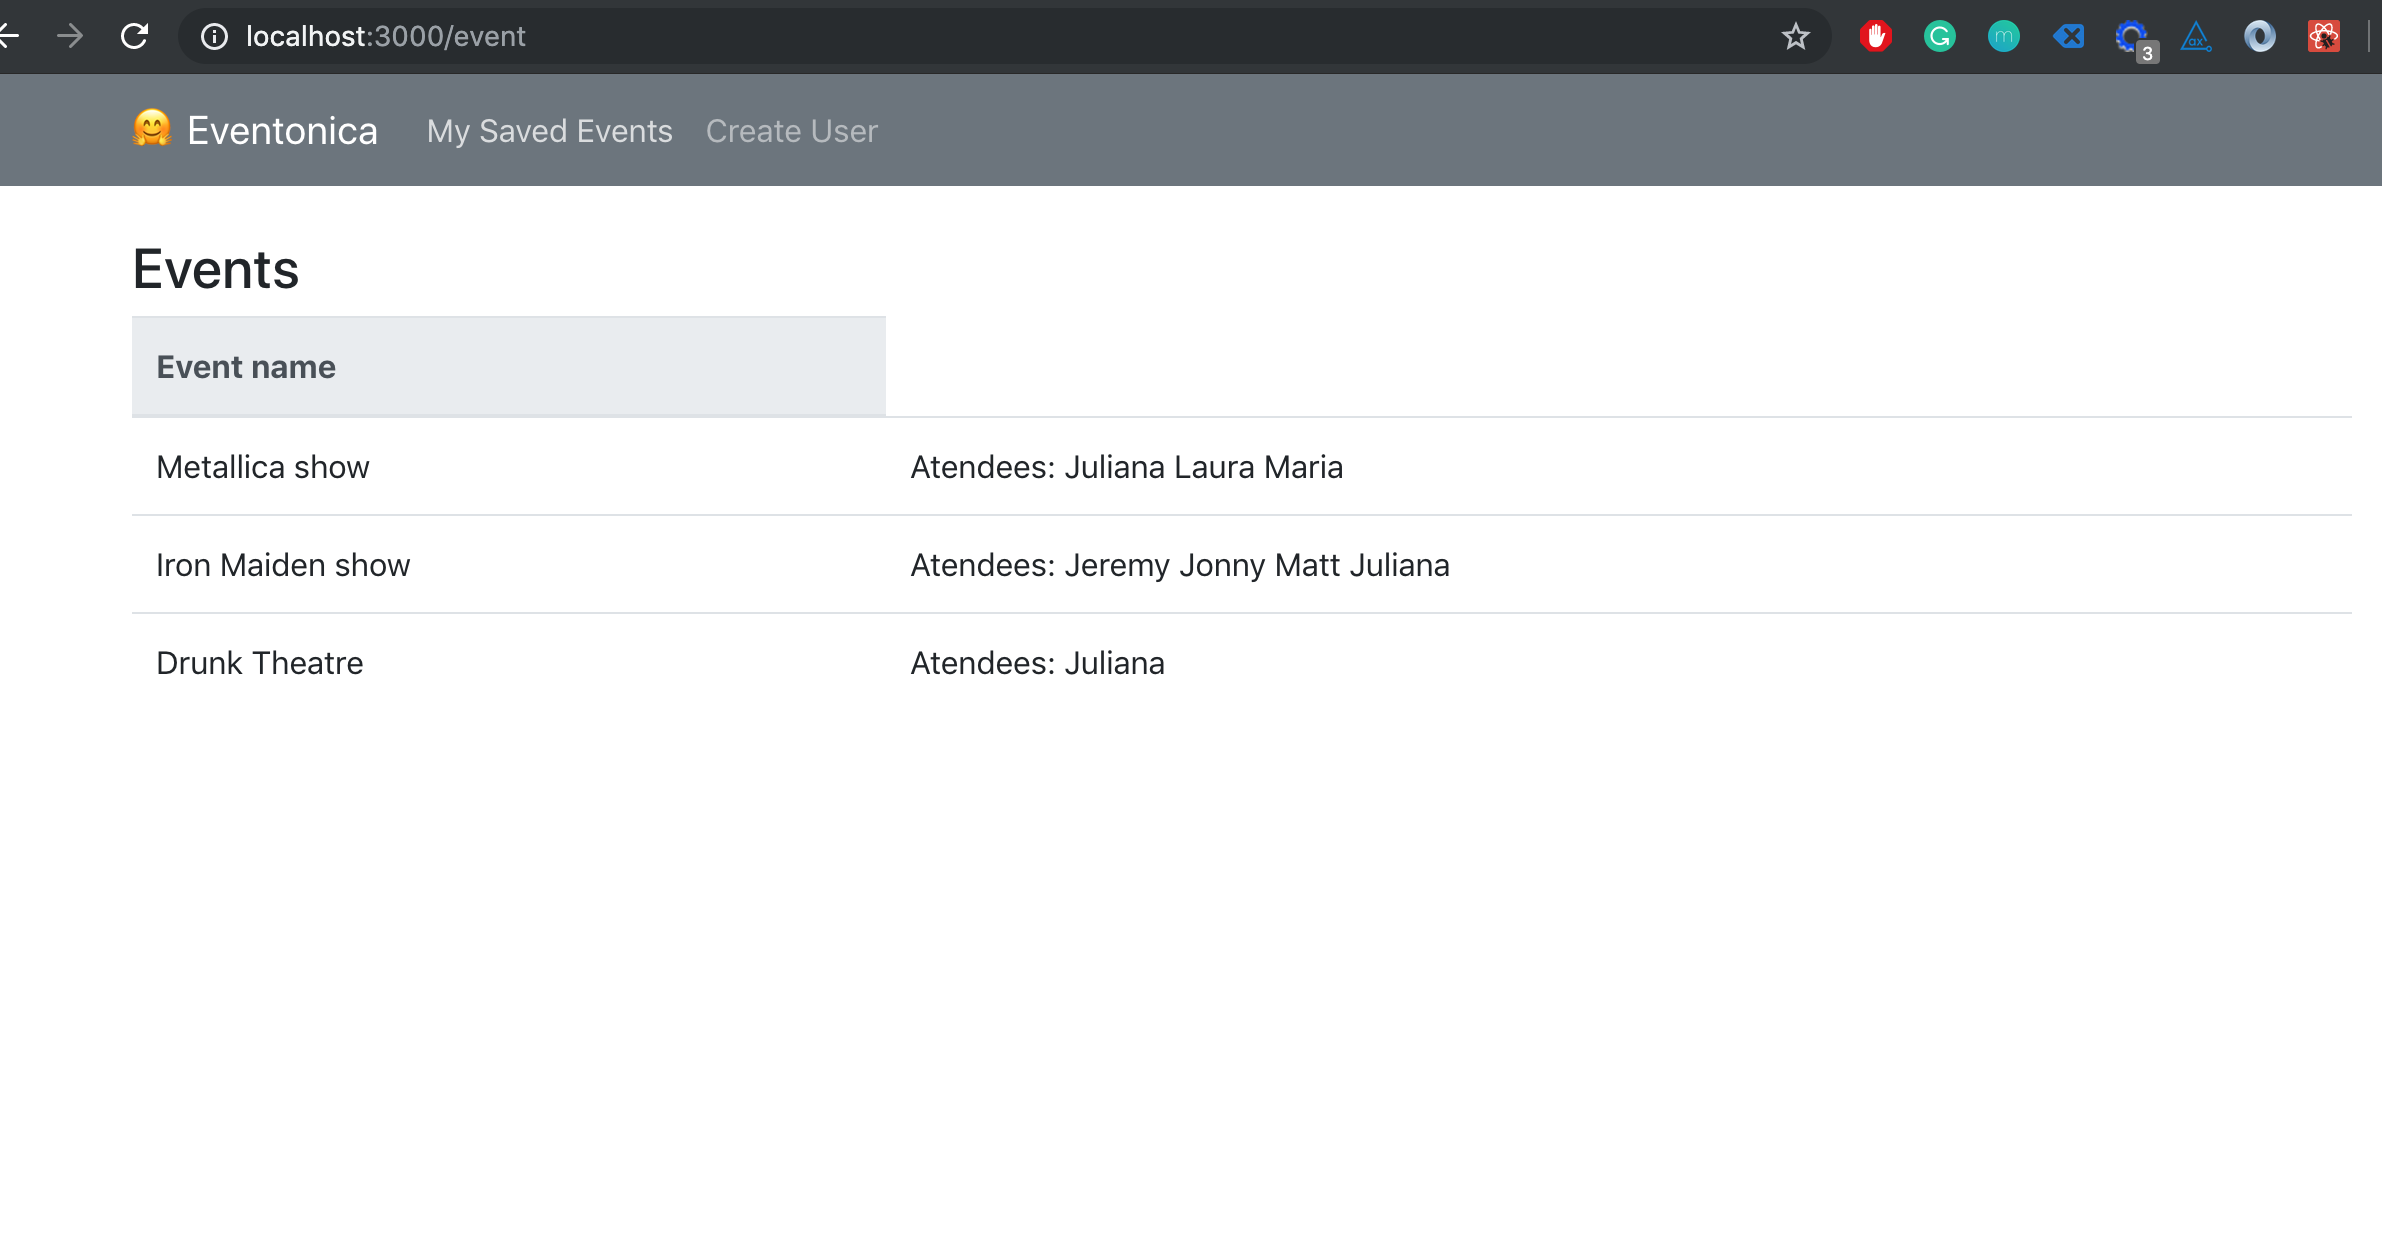 localhost:3000/event
3
Eventonica My Saved Events Create User
Events
Event name
Metallica show Atendees: Juliana Laura Maria
Iron Maiden show Atendees: Jeremy Jonny Matt Juliana
Drunk Theatre Atendees: Juliana